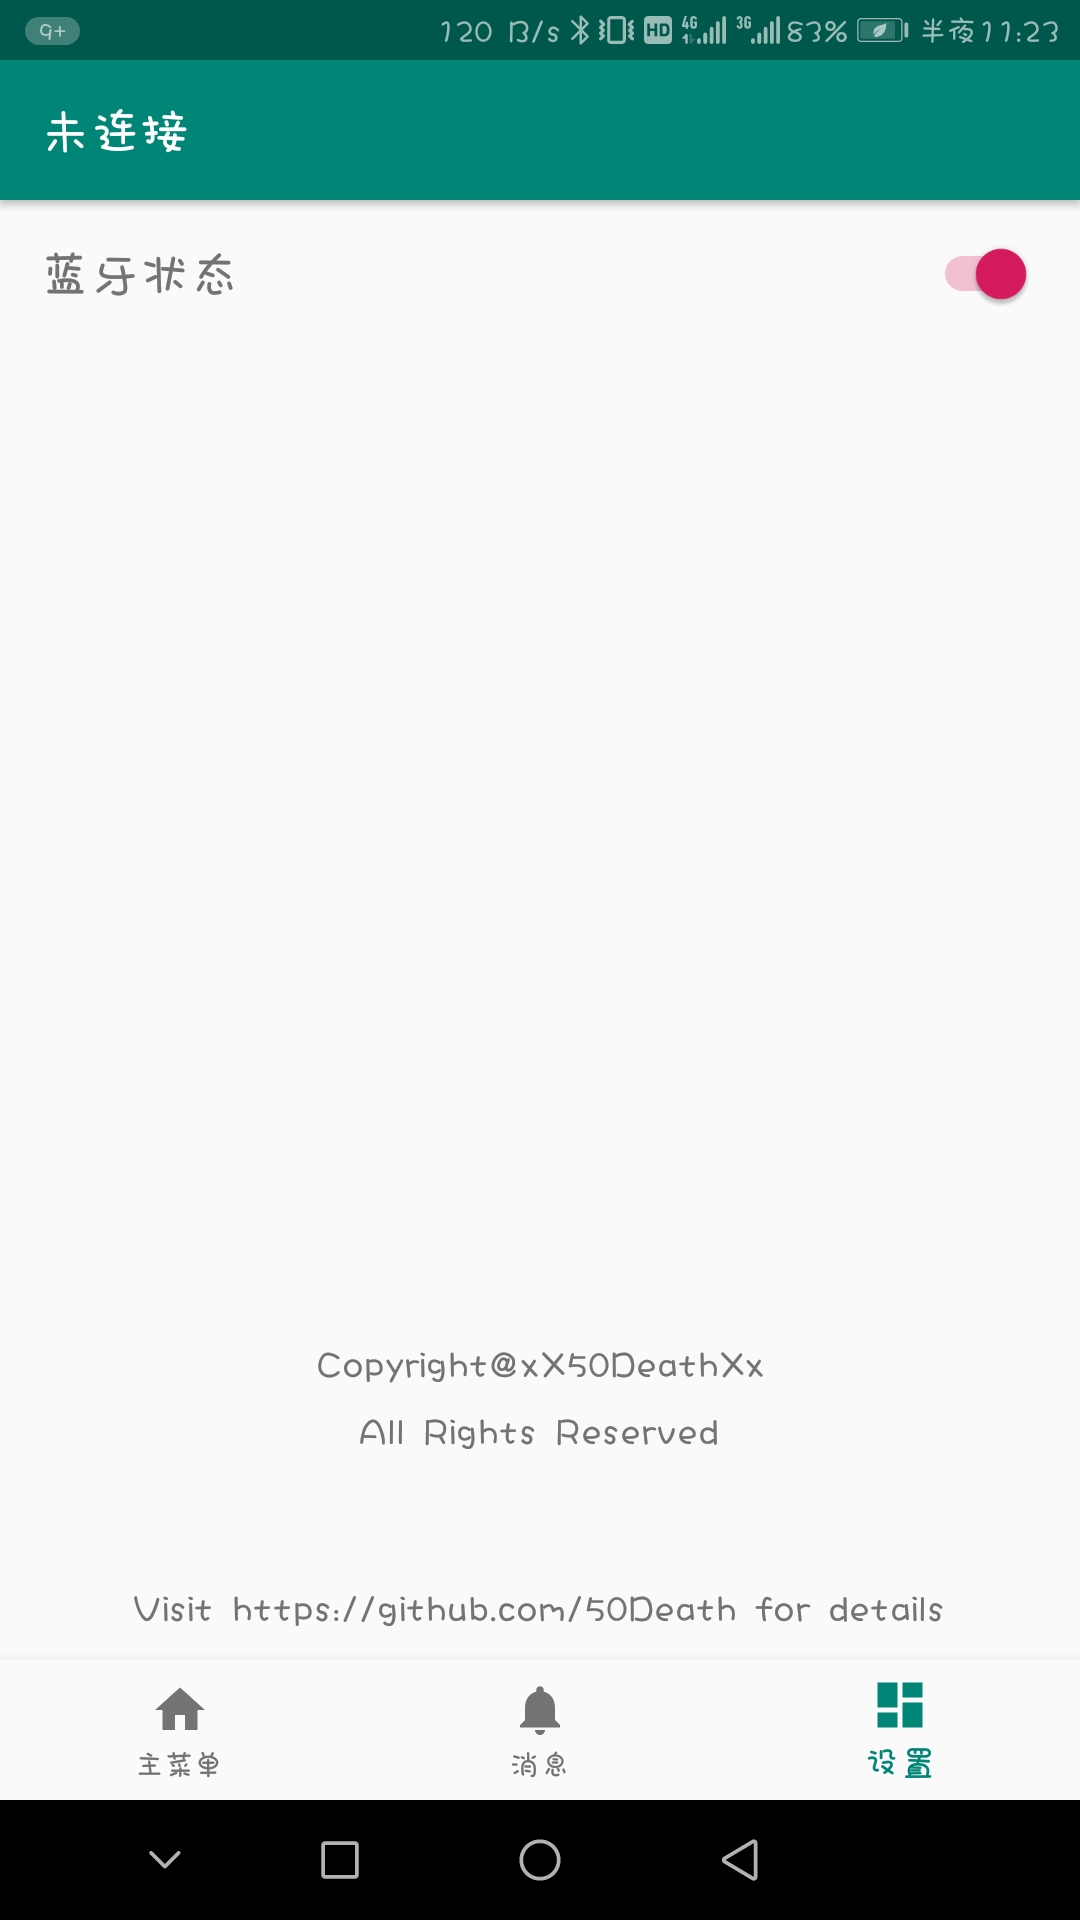 9+ 120 B/s HD 4G 3G 83% 半夜11:23
未连接
蓝牙状态
Copyright@xX50DeathXx
All Rights Reserved
Visit https://github.com/50Death for details
主菜单 消息 设置